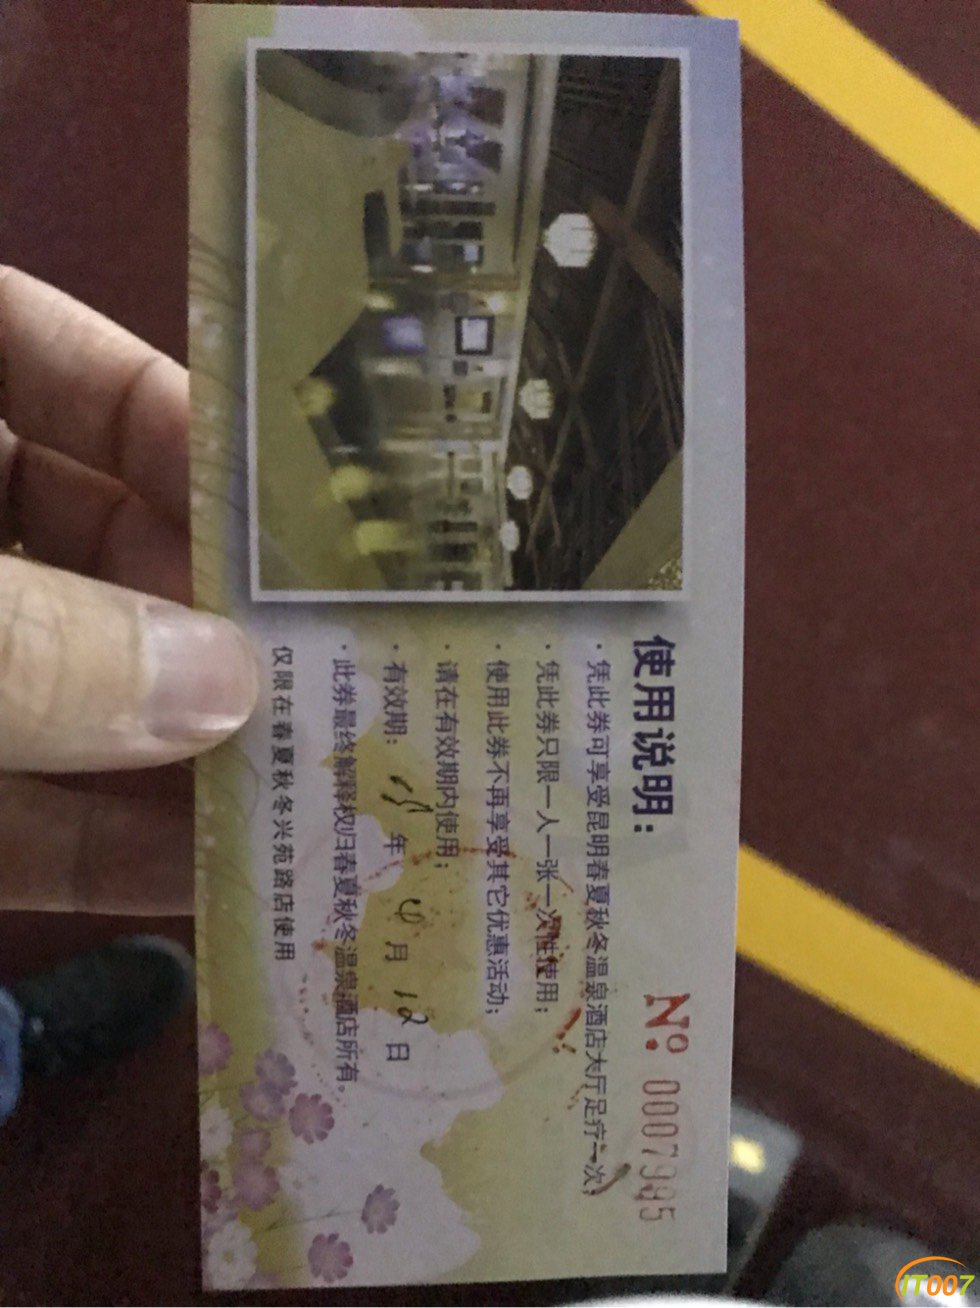 使用说明:
Nº 0007995
·凭此券可享受昆明春夏秋冬温泉酒店大厅足疗一次;
·凭此券只限一人一张一次性使用;
·使用此券不再享受其它优惠活动;
·请在有效期内使用;
·有效期: 年 4月 12日
·此券最终解释权归春夏秋冬温泉酒店所有。
仅限在春夏秋冬兴苑路店使用
IT007